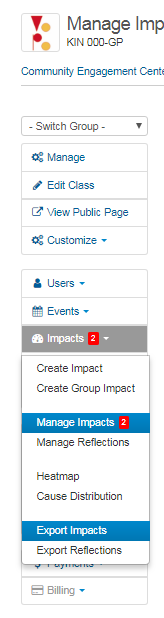 Manage Imp
KIN 000-GP
Community Engagement Cente
- Switch Group -
Manage
Edit Class
View Public Page
Customize
Users
Events
Impacts 2
Create Impact
Create Group Impact
Manage Impacts 2
Manage Reflections
Heatmap
Cause Distribution
Export Impacts
Export Reflections
Payments
Billing